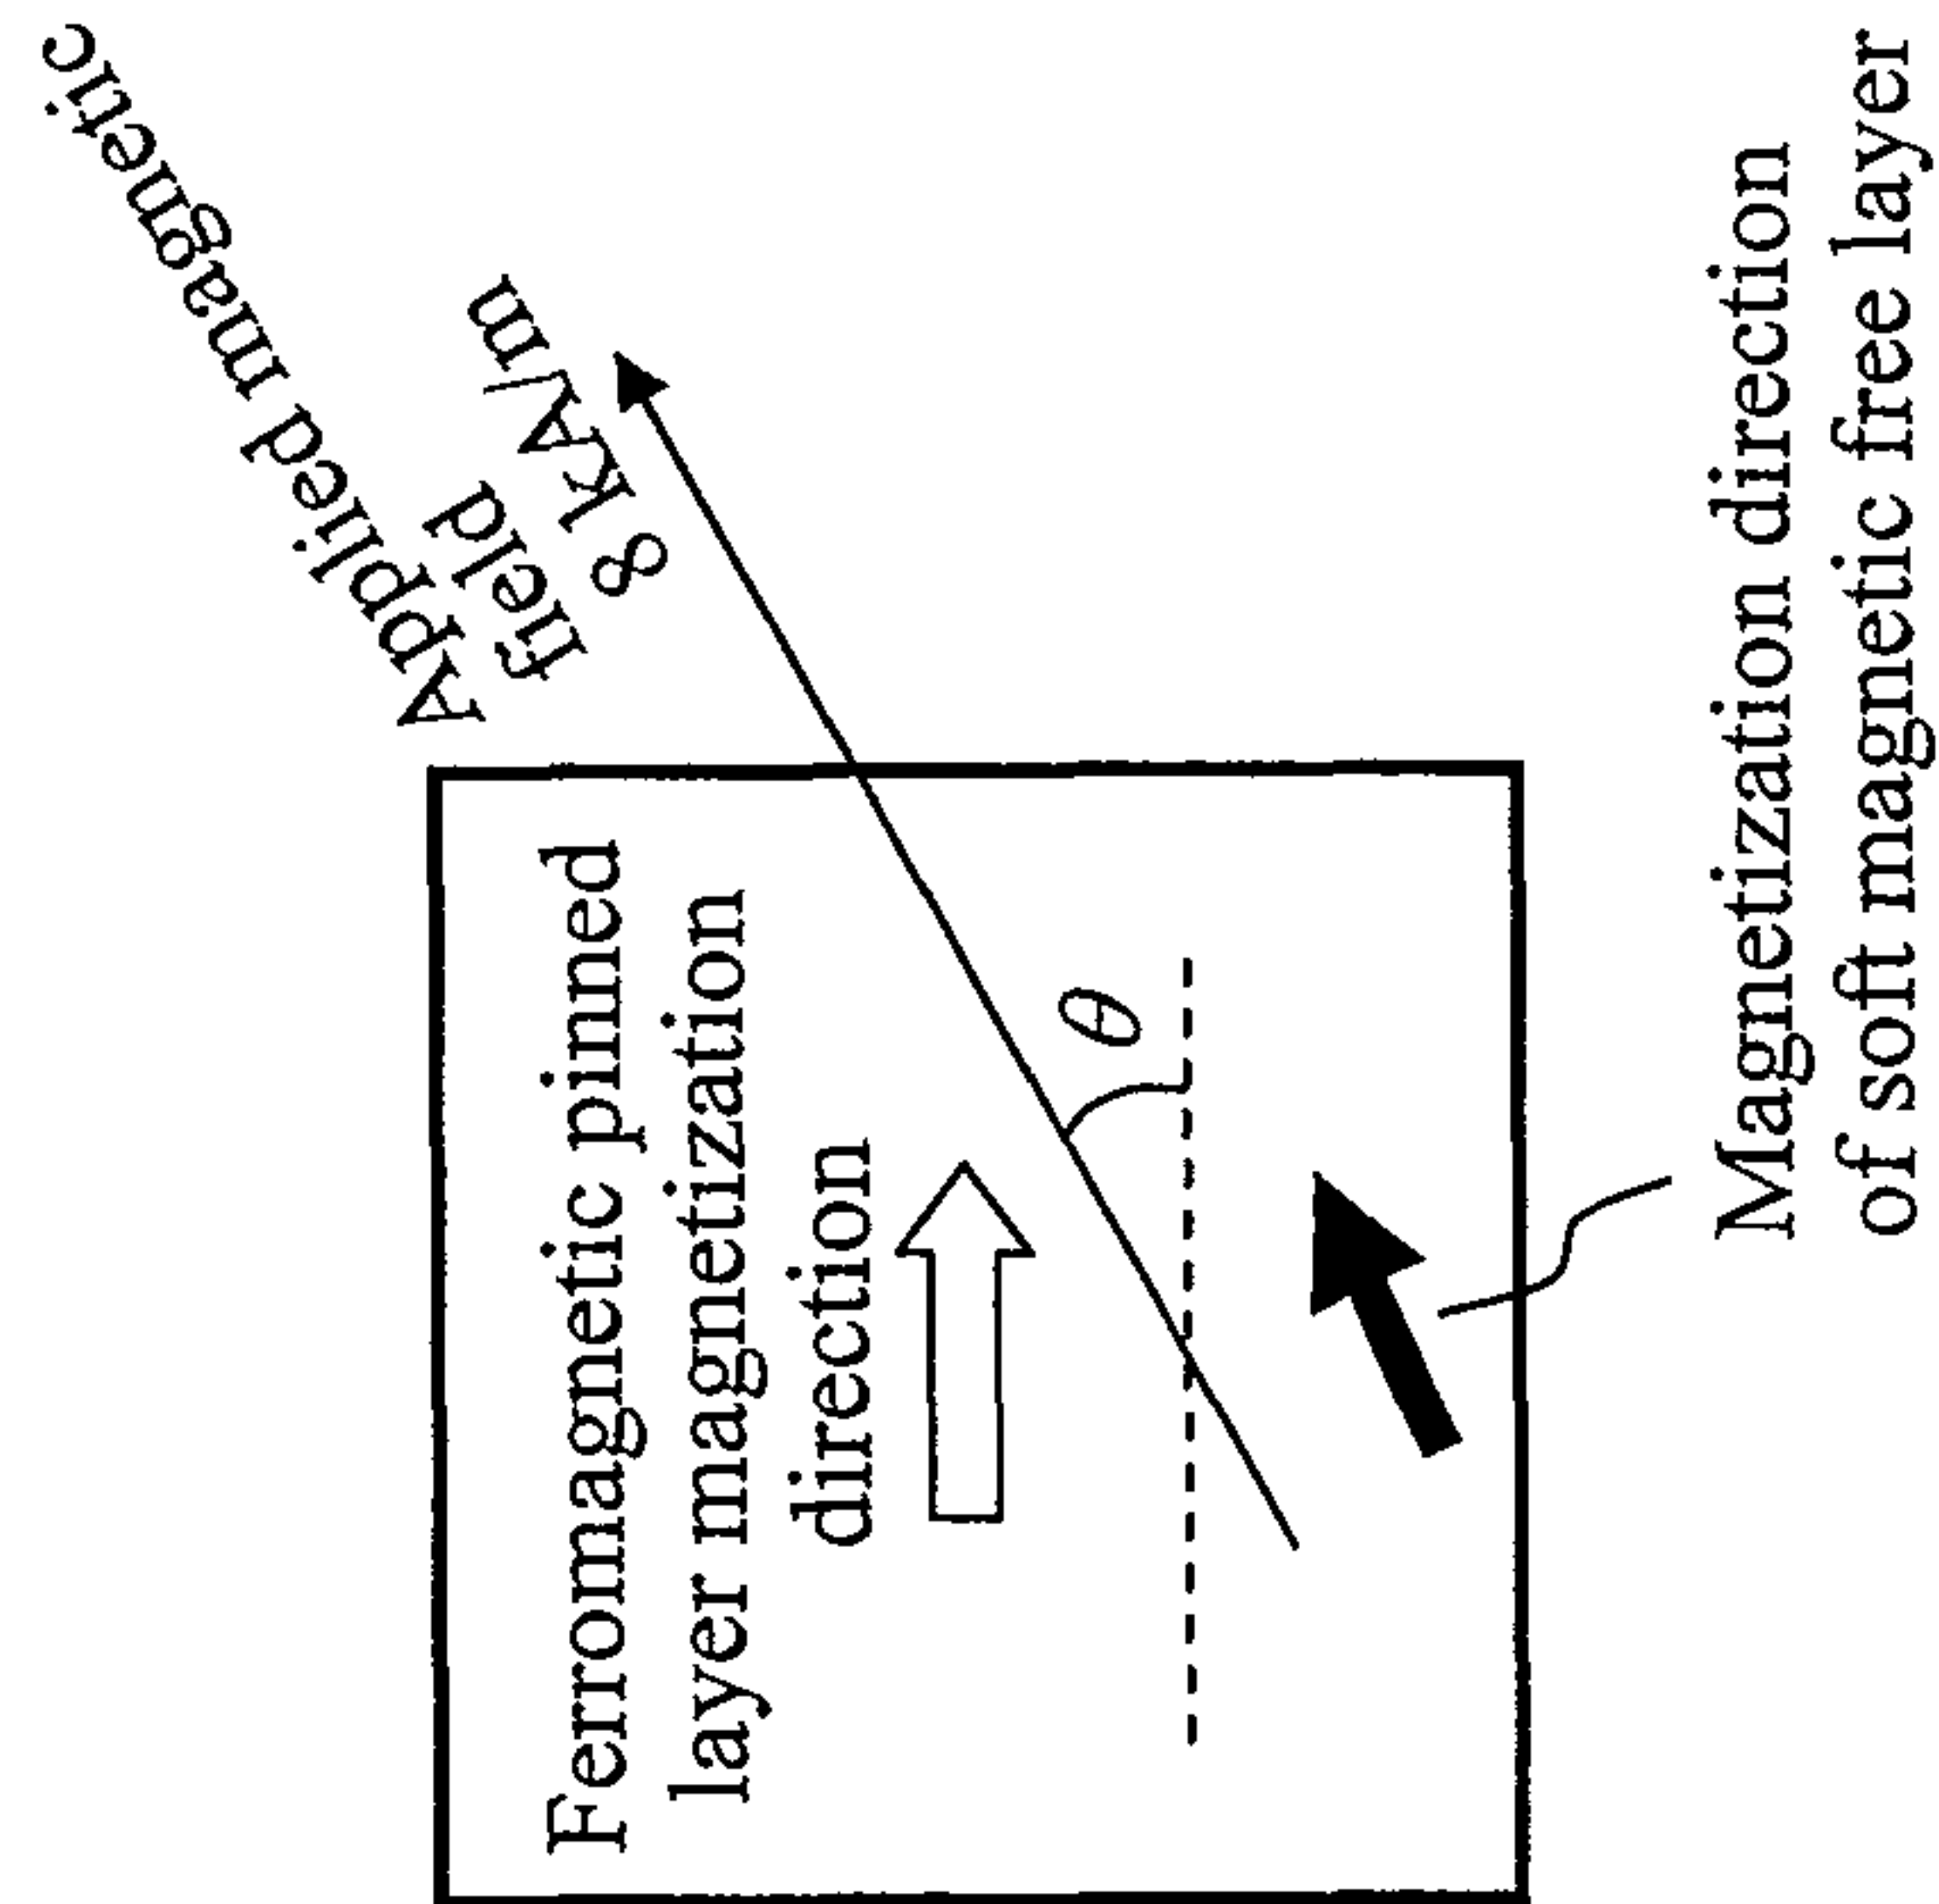 Applied magnetic
field
8 kA/m
Ferromagnetic pinned
layer magnetization
direction
θ
Magnetization direction
of soft magnetic free layer